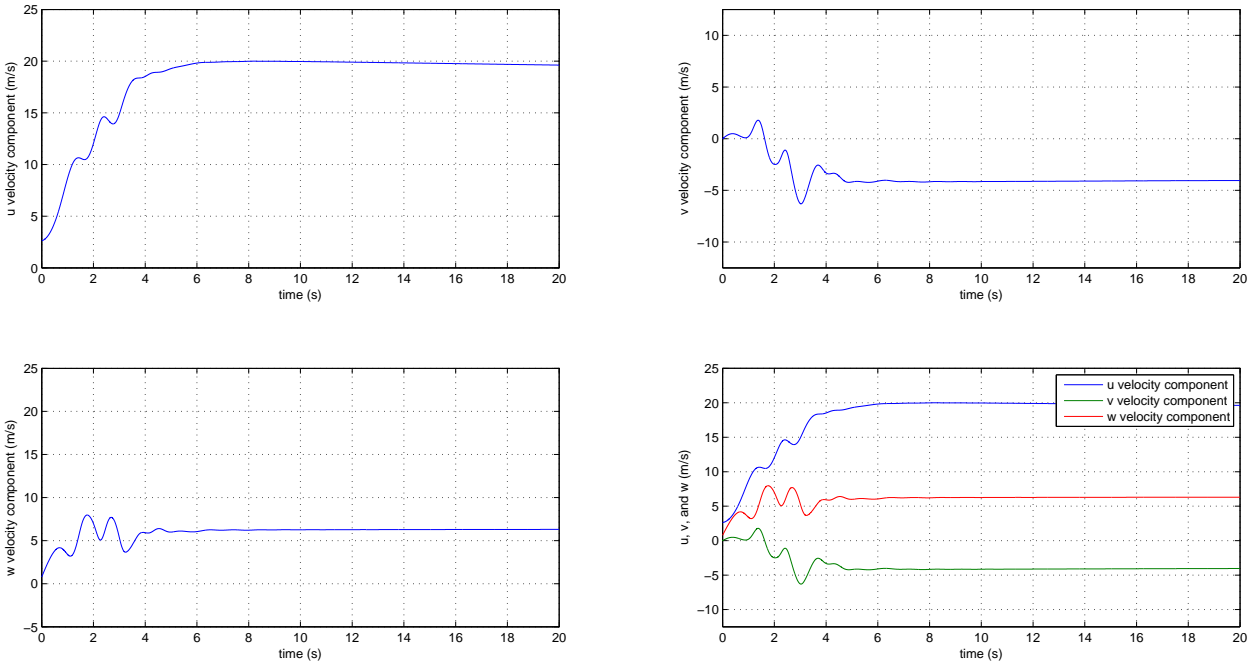 25
20
15
10
5
0
u velocity component (m/s)
0 2 4 6 8 10 12 14 16 18 20
time (s)
10
5
0
−5
−10
v velocity component (m/s)
0 2 4 6 8 10 12 14 16 18 20
time (s)
25
20
15
10
5
0
−5
w velocity component (m/s)
0 2 4 6 8 10 12 14 16 18 20
time (s)
25
20
15
10
5
0
−5
−10
u, v, and w (m/s)
u velocity component
v velocity component
w velocity component
0 2 4 6 8 10 12 14 16 18 20
time (s)